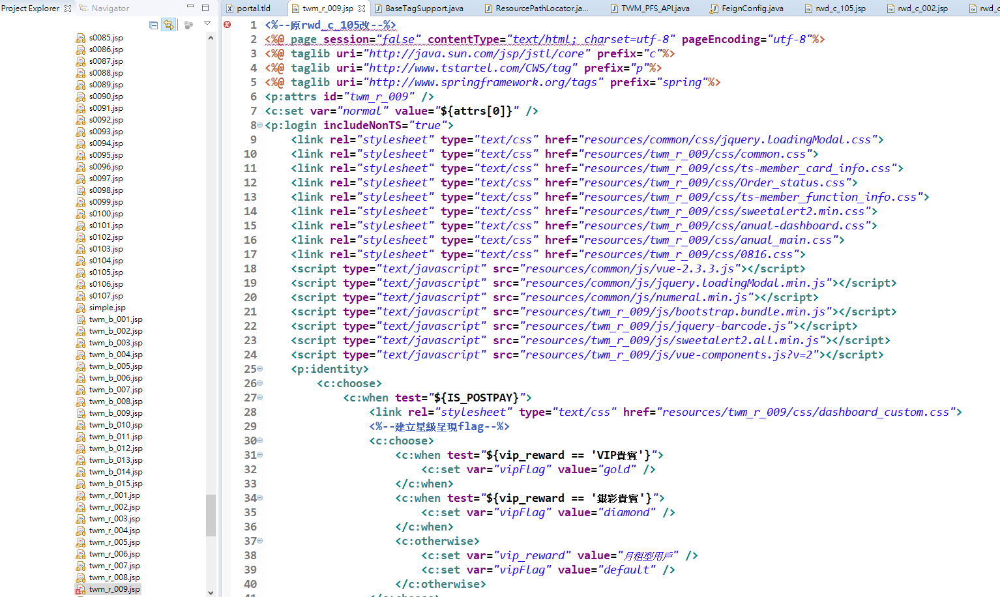 Project Explorer
Navigator
s0085.jsp
s0086.jsp
s0087.jsp
s0088.jsp
s0089.jsp
s0090.jsp
s0091.jsp
s0092.jsp
s0093.jsp
s0094.jsp
s0095.jsp
s0096.jsp
s0097.jsp
s0098.jsp
s0099.jsp
s0100.jsp
s0101.jsp
s0102.jsp
s0103.jsp
s0104.jsp
s0105.jsp
s0106.jsp
s0107.jsp
simple.jsp
twm_b_001.jsp
twm_b_002.jsp
twm_b_003.jsp
twm_b_004.jsp
twm_b_005.jsp
twm_b_006.jsp
twm_b_007.jsp
twm_b_008.jsp
twm_b_009.jsp
twm_b_010.jsp
twm_b_011.jsp
twm_b_012.jsp
twm_b_013.jsp
twm_b_014.jsp
twm_b_015.jsp
twm_r_001.jsp
twm_r_002.jsp
twm_r_003.jsp
twm_r_004.jsp
twm_r_005.jsp
twm_r_006.jsp
twm_r_007.jsp
twm_r_008.jsp
twm_r_009.jsp
portal.tld twm_r_009.jsp BaseTagSupport.java ResourcePathLocator.ja... TWM_PFS_API.java FeignConfig.java rwd_c_105.jsp rwd_c_002.jsp rwd_c
1 <%--原rwd_c_105改--%>
2 <%@ page session="false" contentType="text/html; charset=utf-8" pageEncoding="utf-8"%>
3 <%@ taglib uri="http://java.sun.com/jsp/jstl/core" prefix="c"%>
4 <%@ taglib uri="http://www.tstartel.com/CWS/tag" prefix="p"%>
5 <%@ taglib uri="http://www.springframework.org/tags" prefix="spring"%>
6 <p:attrs id="twm_r_009" />
7 <c:set var="normal" value="${attrs[0]}" />
8 <p:login includeNonTS="true">
9 <link rel="stylesheet" type="text/css" href="resources/common/css/jquery.loadingModal.css">
10 <link rel="stylesheet" type="text/css" href="resources/twm_r_009/css/common.css">
11 <link rel="stylesheet" type="text/css" href="resources/twm_r_009/css/ts-member_card_info.css">
12 <link rel="stylesheet" type="text/css" href="resources/twm_r_009/css/Order_status.css">
13 <link rel="stylesheet" type="text/css" href="resources/twm_r_009/css/ts-member_function_info.css">
14 <link rel="stylesheet" type="text/css" href="resources/twm_r_009/css/sweetalert2.min.css">
15 <link rel="stylesheet" type="text/css" href="resources/twm_r_009/css/anual-dashboard.css">
16 <link rel="stylesheet" type="text/css" href="resources/twm_r_009/css/anual_main.css">
17 <link rel="stylesheet" type="text/css" href="resources/twm_r_009/css/0816.css">
18 <script type="text/javascript" src="resources/common/js/vue-2.3.3.js"></script>
19 <script type="text/javascript" src="resources/common/js/jquery.loadingModal.min.js"></script>
20 <script type="text/javascript" src="resources/common/js/numeral.min.js"></script>
21 <script type="text/javascript" src="resources/twm_r_009/js/bootstrap.bundle.min.js"></script>
22 <script type="text/javascript" src="resources/twm_r_009/js/jquery-barcode.js"></script>
23 <script type="text/javascript" src="resources/twm_r_009/js/sweetalert2.all.min.js"></script>
24 <script type="text/javascript" src="resources/twm_r_009/js/vue-components.js?v=2"></script>
25 <p:identity>
26 <c:choose>
27 <c:when test="${IS_POSTPAY}">
28 <link rel="stylesheet" type="text/css" href="resources/twm_r_009/css/dashboard_custom.css">
29 <%--建立星級呈現flag--%>
30 <c:choose>
31 <c:when test="${vip_reward == 'VIP貴賓'}">
32 <c:set var="vipFlag" value="gold" />
33 </c:when>
34 <c:when test="${vip_reward == '銀彩貴賓'}">
35 <c:set var="vipFlag" value="diamond" />
36 </c:when>
37 <c:otherwise>
38 <c:set var="vip_reward" value="月租型用戶" />
39 <c:set var="vipFlag" value="default" />
40 </c:otherwise>